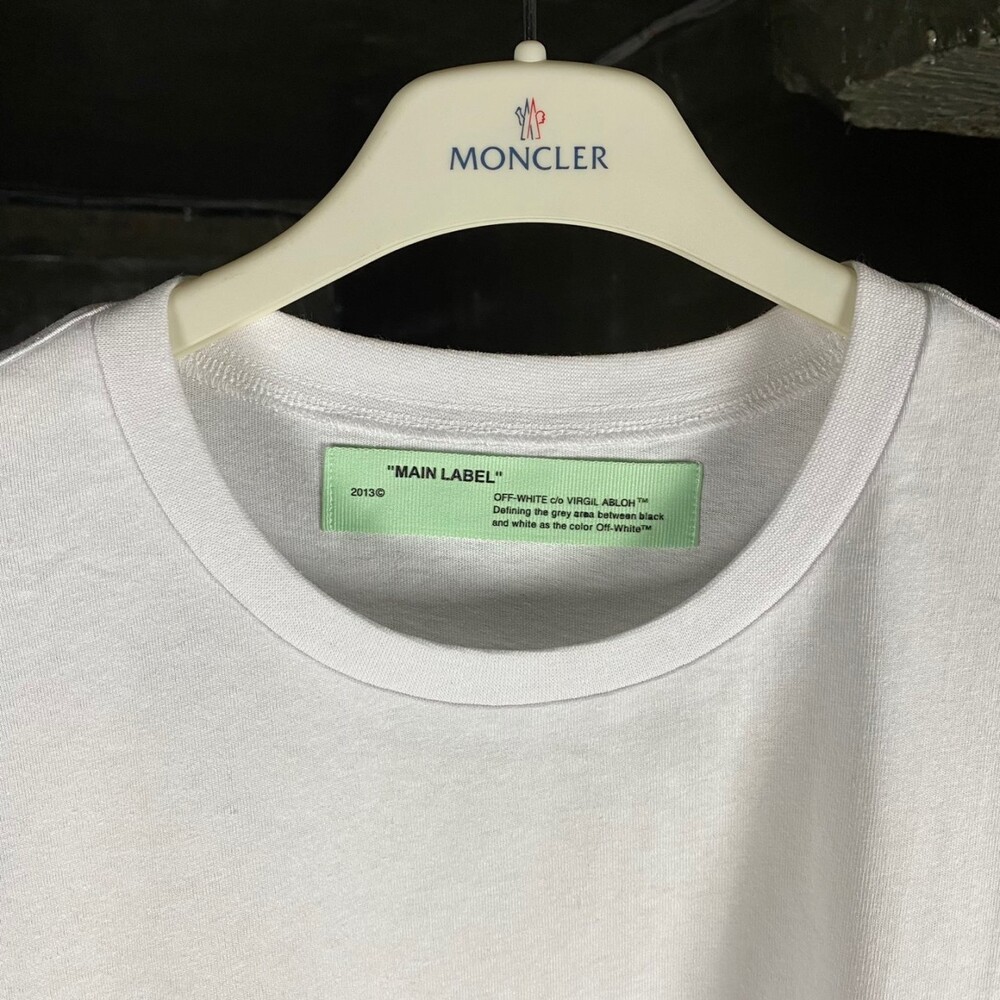 MONCLER
"MAIN LABEL"
2013©
OFF-WHITE c/o VIRGIL ABLOH™
Defining the grey area between black
and white as the color Off-White™